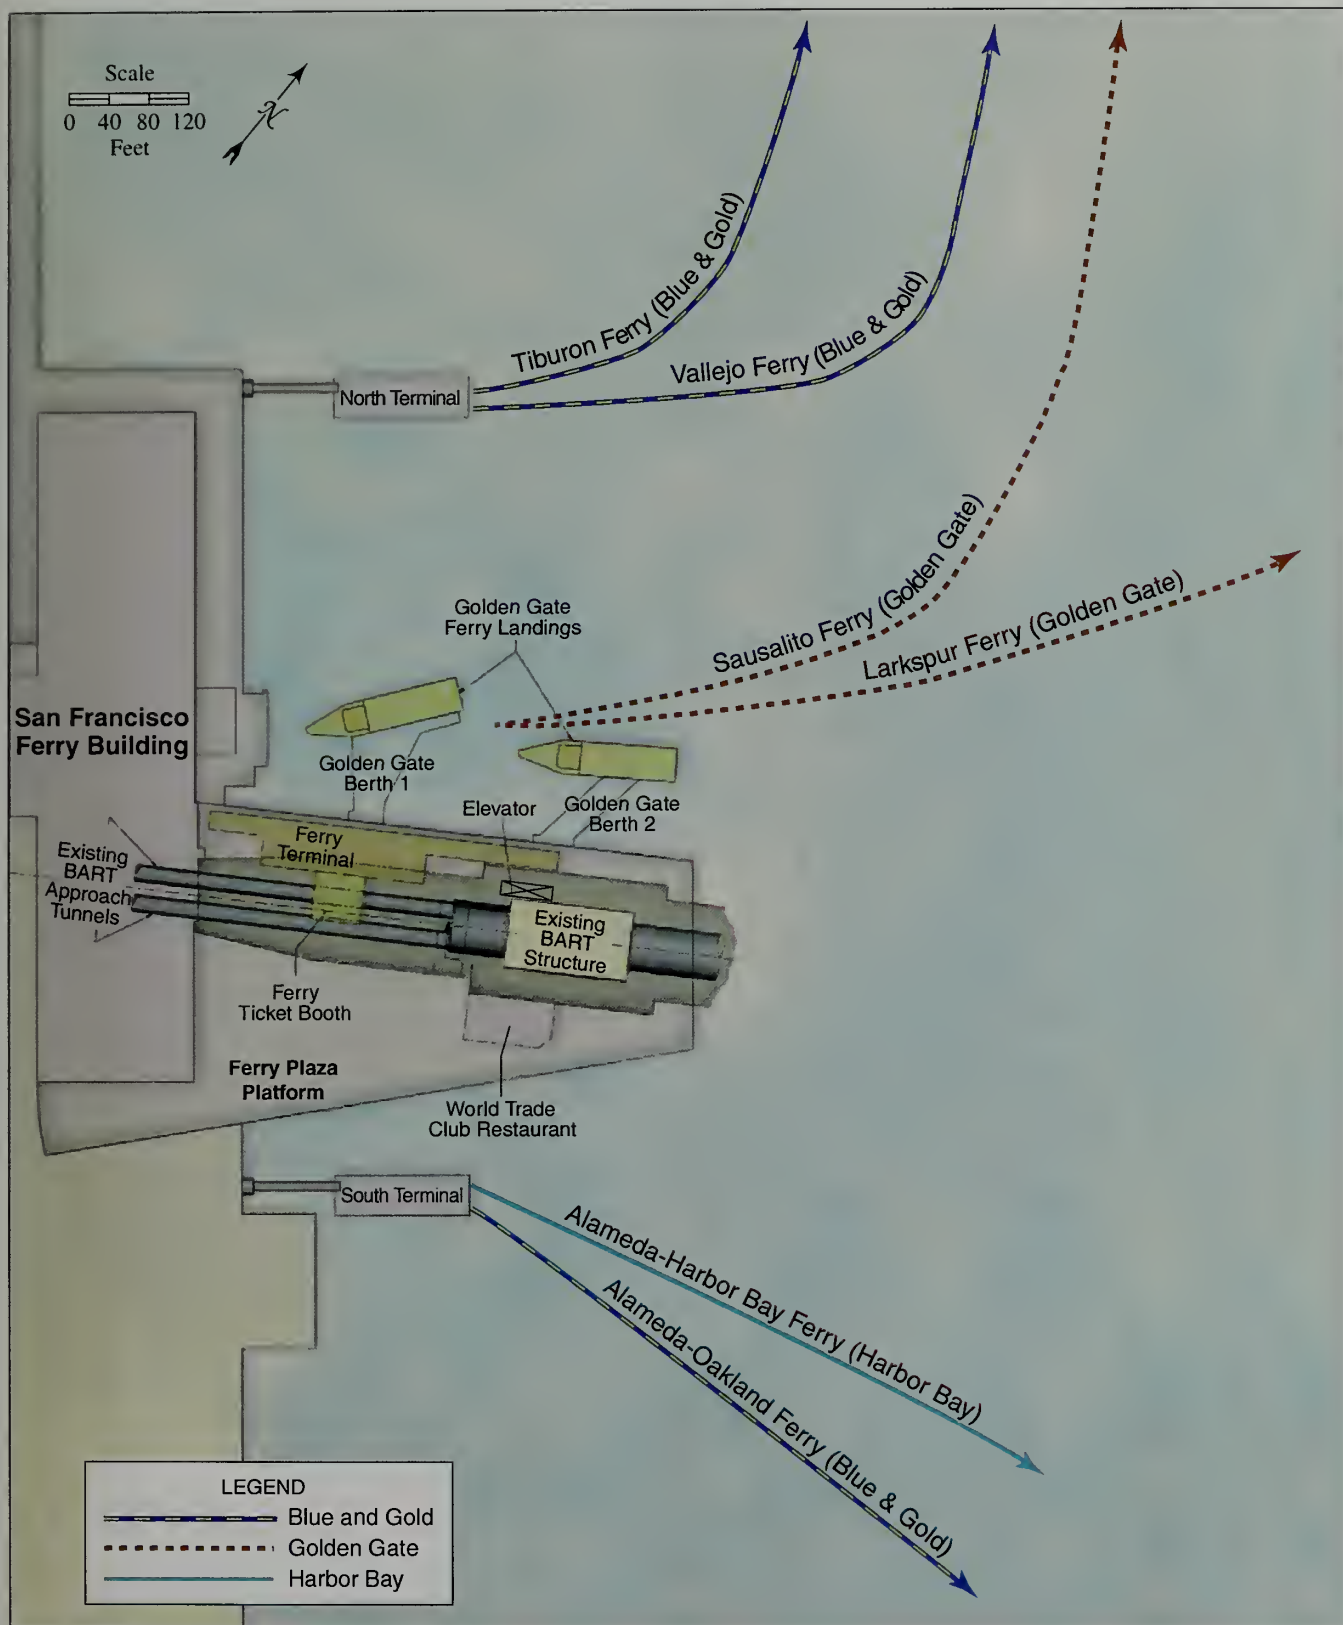 Scale
0 40 80 120
Feet
N
Tiburon Ferry (Blue & Gold)
Vallejo Ferry (Blue & Gold)
North Terminal
Sausalito Ferry (Golden Gate)
Larkspur Ferry (Golden Gate)
Golden Gate
Ferry Landings
San Francisco
Ferry Building
Golden Gate
Berth 1
Elevator
Golden Gate
Berth 2
Ferry
Terminal
Existing
BART
Approach
Tunnels
Existing
BART
Structure
Ferry
Ticket Booth
Ferry Plaza
Platform
World Trade
Club Restaurant
South Terminal
Alameda-Harbor Bay Ferry (Harbor Bay)
Alameda-Oakland Ferry (Blue & Gold)
LEGEND
Blue and Gold
Golden Gate
Harbor Bay